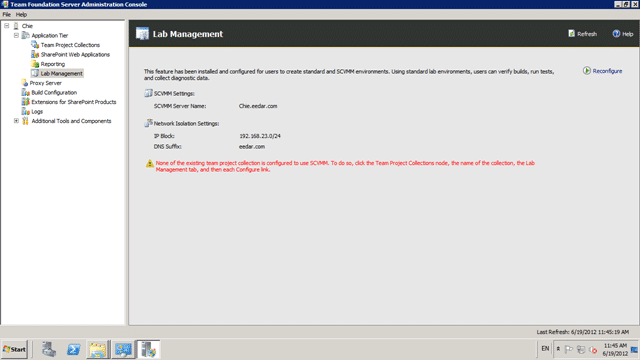 Team Foundation Server Administration Console
File Help
Chie
Application Tier
Team Project Collections
SharePoint Web Applications
Reporting
Lab Management
Proxy Server
Build Configuration
Extensions for SharePoint Products
Logs
Additional Tools and Components
Lab Management
Refresh
Help
This feature has been installed and configured for users to create standard and SCVMM environments. Using standard lab environments, users can verify builds, run tests,
and collect diagnostic data.
Reconfigure
SCVMM Settings:
SCVMM Server Name: Chie.eedar.com
Network Isolation Settings:
IP Block: 192.168.23.0/24
DNS Suffix: eedar.com
None of the existing team project collection is configured to use SCVMM. To do so, click the Team Project Collections node, the name of the collection, the Lab
Management tab, and then each Configure link.
Last Refresh: 6/19/2012 11:45:19 AM
Start
EN
11:45 AM
6/19/2012